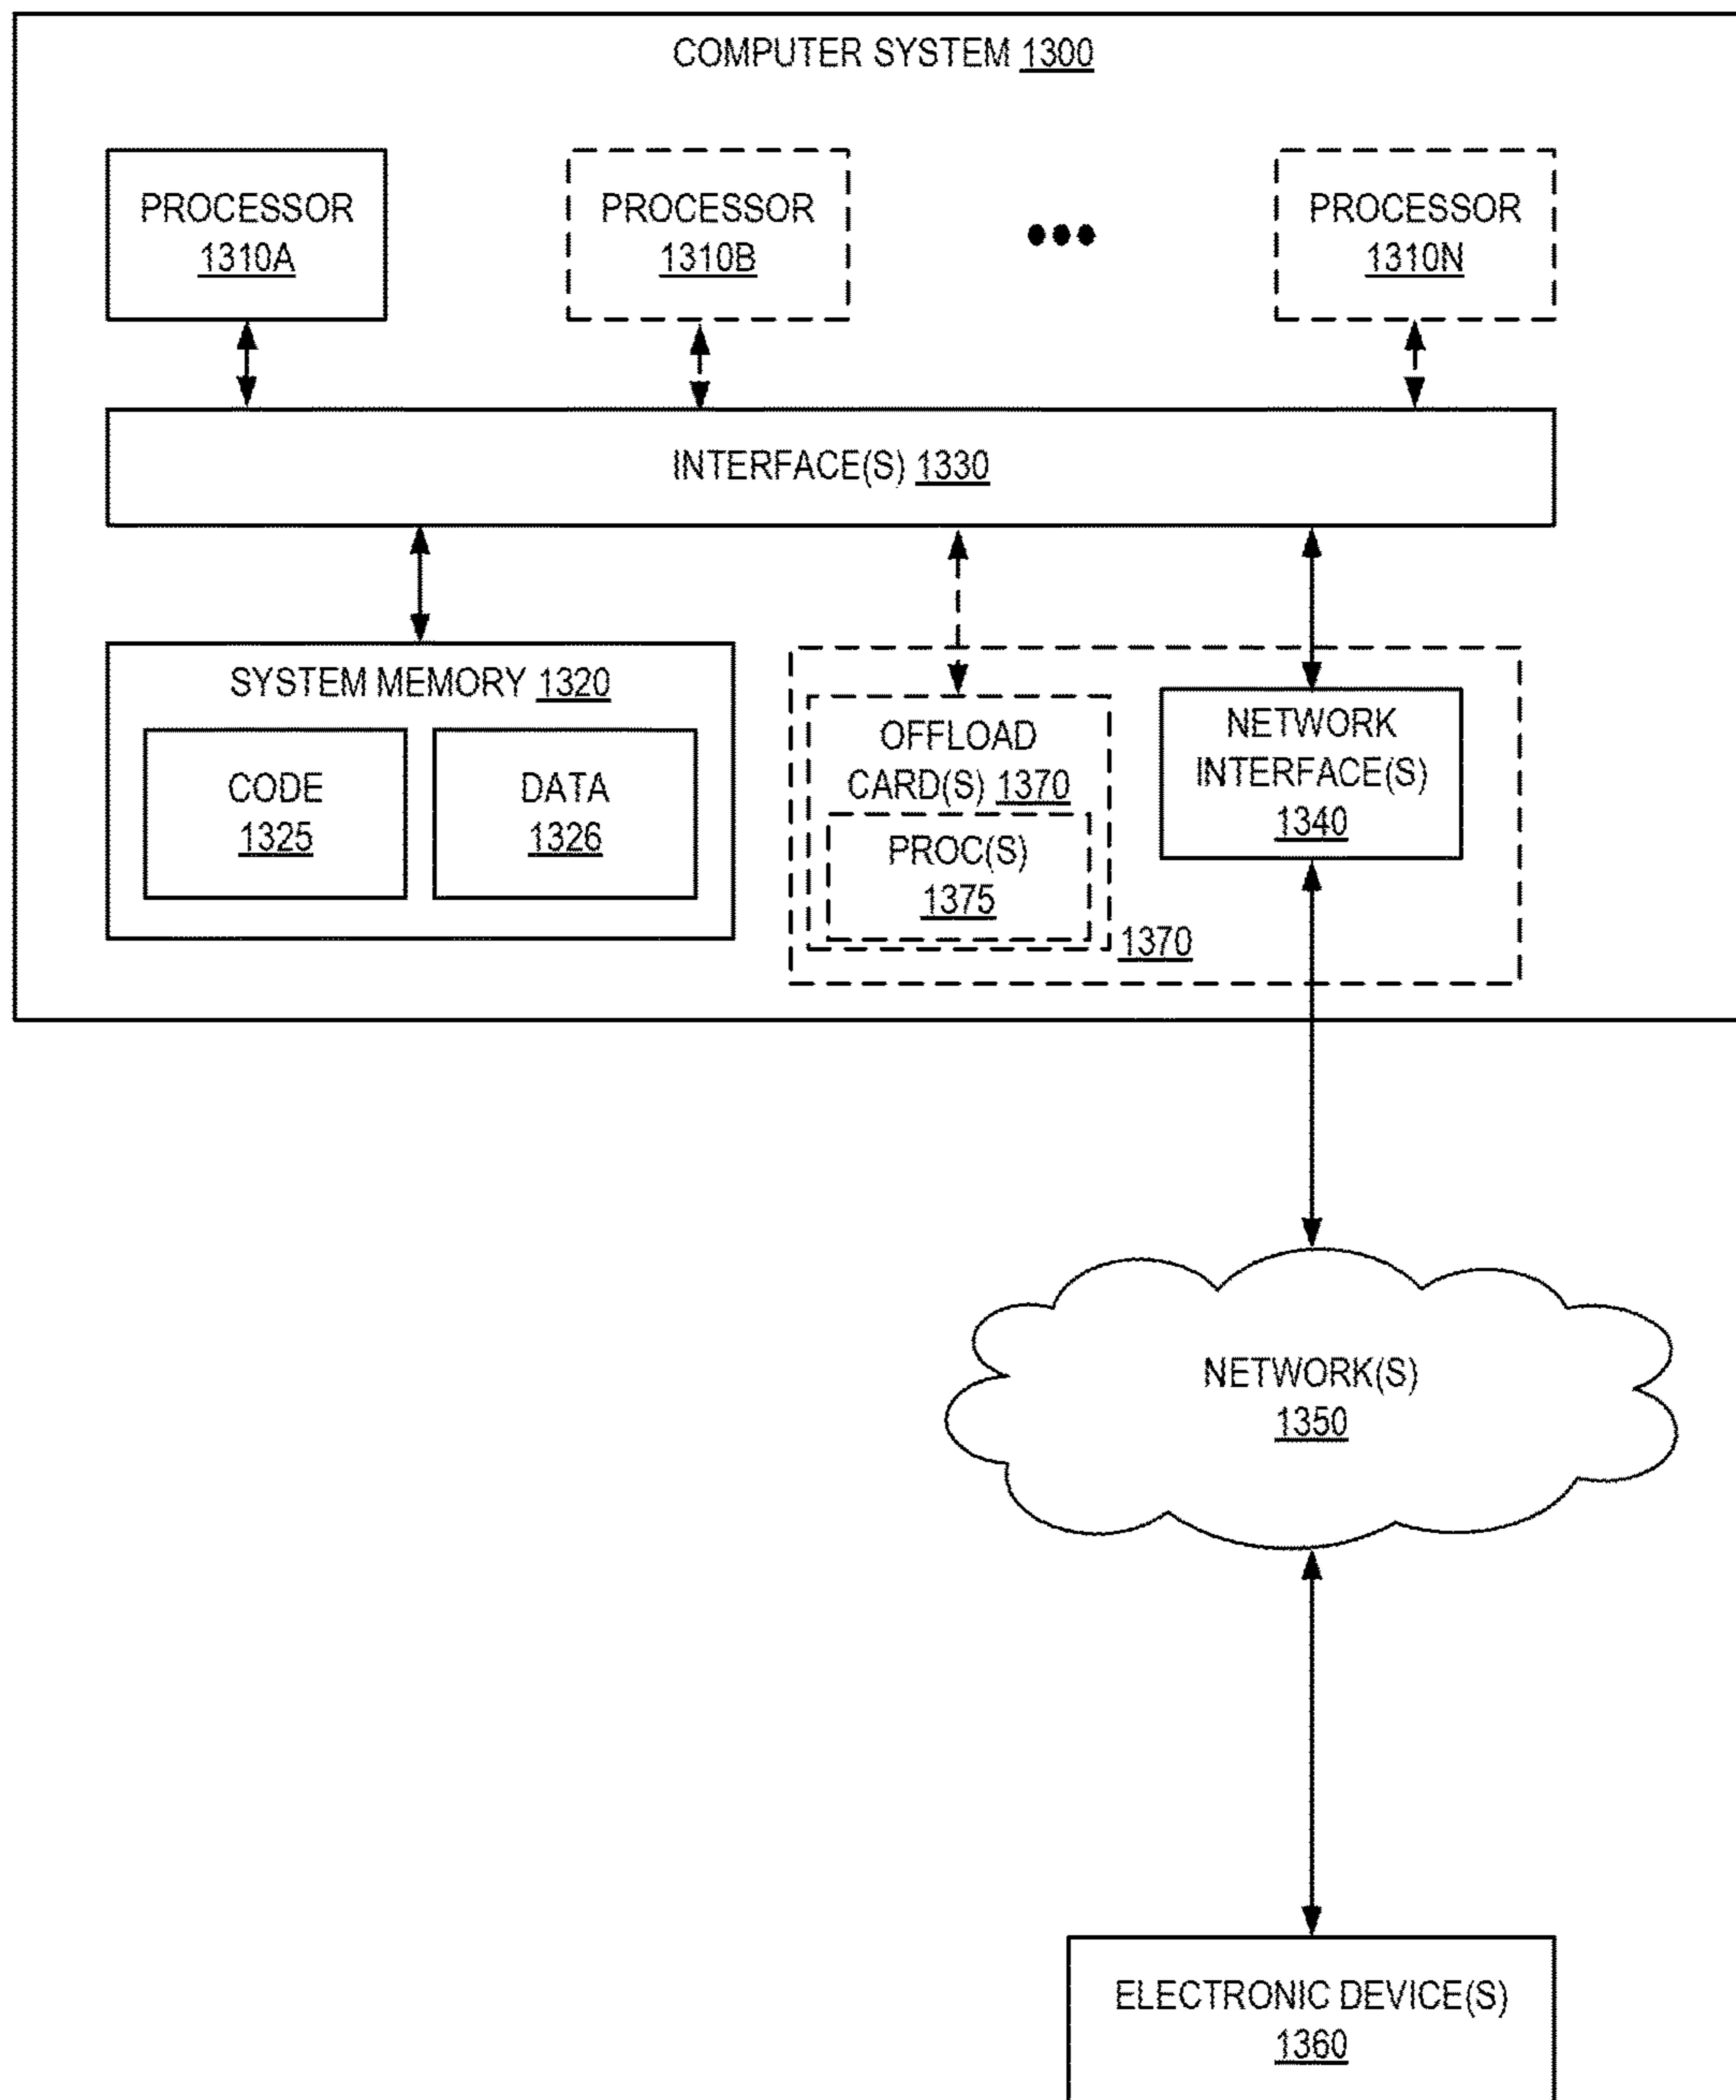 COMPUTER SYSTEM 1300
PROCESSOR
1310A
PROCESSOR
1310B
•••
PROCESSOR
1310N
INTERFACE(S) 1330
SYSTEM MEMORY 1320
CODE
1325
DATA
1326
OFFLOAD
CARD(S) 1370
PROC(S)
1375
1370
NETWORK
INTERFACE(S)
1340
NETWORK(S)
1350
ELECTRONIC DEVICE(S)
1360